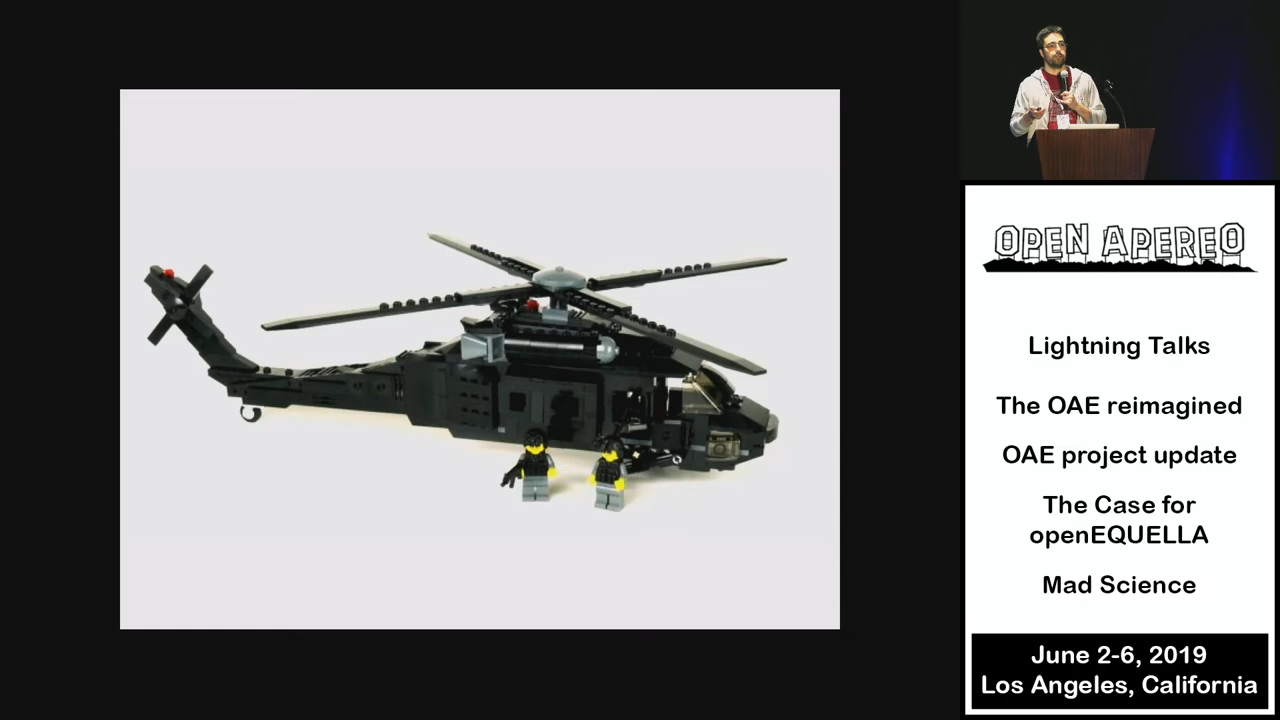 OPEN APEREO
Lightning Talks
The OAE reimagined
OAE project update
The Case for
openEQUELLA
Mad Science
June 2-6, 2019
Los Angeles, California